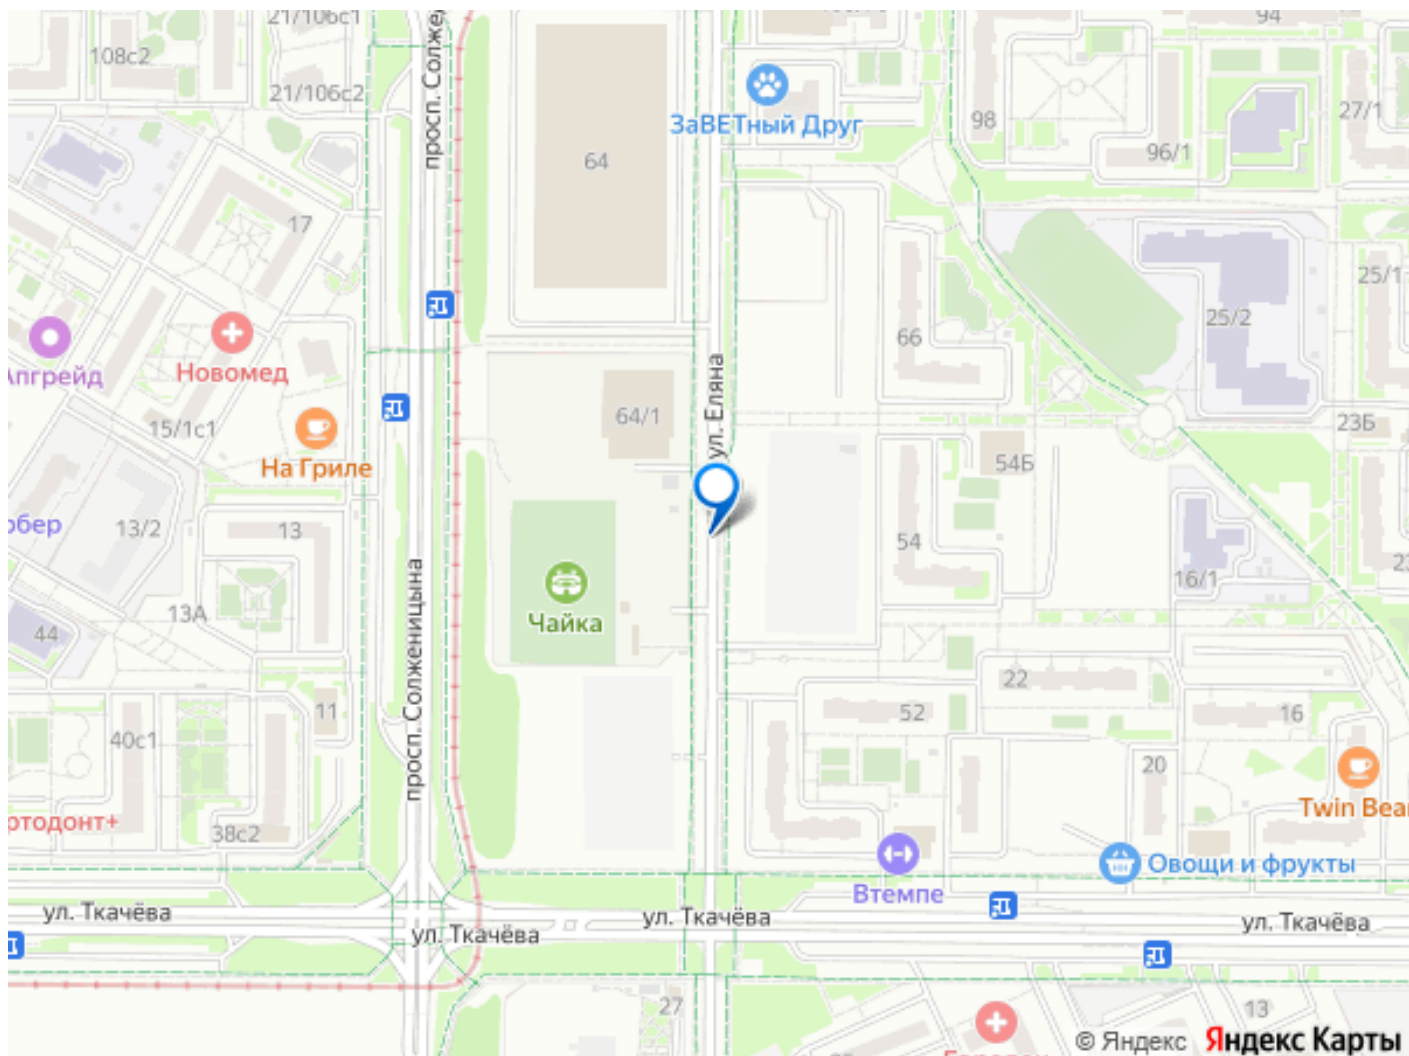 21/106с1
94
108с2
просп. Солже
21/106с2
ЗаВЕТный Друг
98
27/1
96/1
64
17
25/1
25/2
66
Апгрейд
Новомед
ул. Еляна
64/1
15/1с1
23Б
На Гриле
54Б
13/2
13
54
16/1
просп. Солженицына
13А
Чайка
44
22
11
52
16
40с1
20
Twin Bea
38с2
Овощи и фрукты
Втемпе
ул. Ткачёва
ул. Ткачёва
ул. Ткачёва
ул. Ткачёва
27
13
© Яндекс Яндекс Карты